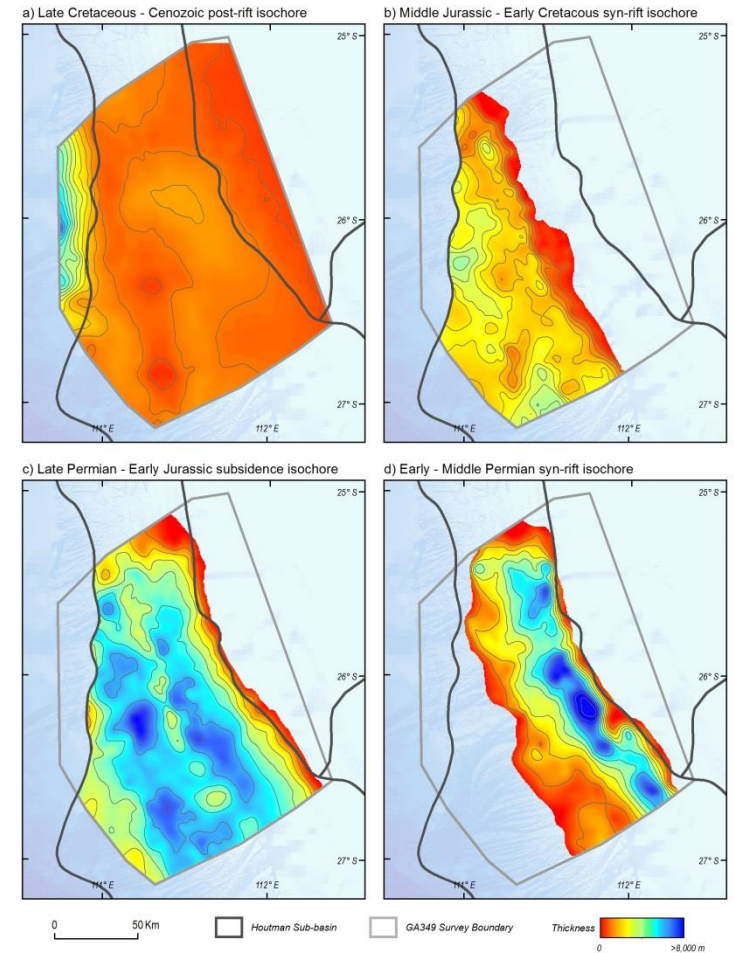 a) Late Cretaceous - Cenozoic post-rift isochore
b) Middle Jurassic - Early Cretacous syn-rift isochore
25° S
25° S
26° S
26° S
27° S
27° S
111° E
112° E
112° E
c) Late Permian - Early Jurassic subsidence isochore
d) Early - Middle Permian syn-rift isochore
25° S
25° S
26° S
26° S
27° S
27° S
111° E
112° E
112° E
0 50 Km
Houtman Sub-basin
GA349 Survey Boundary
Thickness
0 >8,000 m